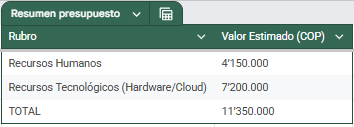 Resumen presupuesto
Rubro Valor Estimado (COP)
Recursos Humanos 4'150.000
Recursos Tecnológicos (Hardware/Cloud) 7'200.000
TOTAL 11'350.000